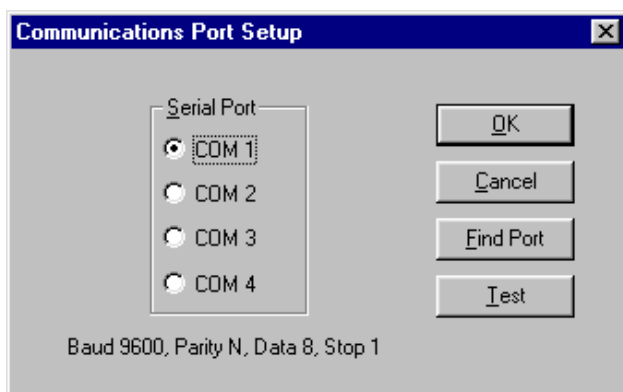 Communications Port Setup
Serial Port
COM 1
COM 2
COM 3
COM 4
OK
Cancel
Find Port
Test
Baud 9600, Parity N, Data 8, Stop 1